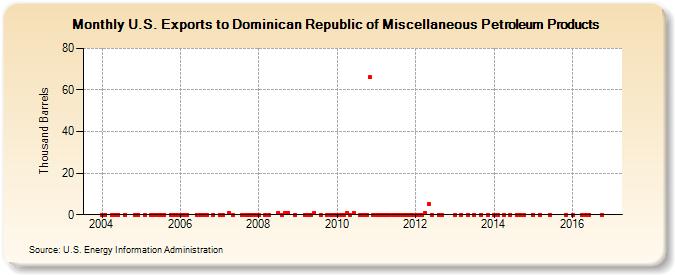 Monthly U.S. Exports to Dominican Republic of Miscellaneous Petroleum Products
Thousand Barrels
80
60
40
20
0
2004 2006 2008 2010 2012 2014 2016
Source: U.S. Energy Information Administration